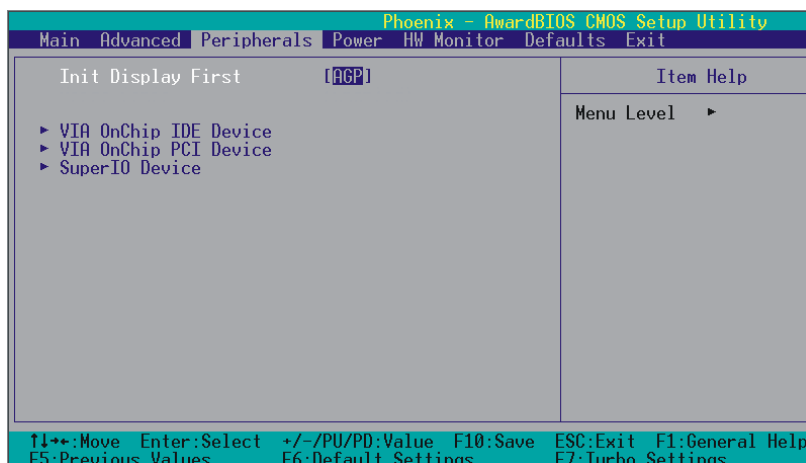 Phoenix - AwardBIOS CMOS Setup Utility
Main Advanced Peripherals Power HW Monitor Defaults Exit
Init Display First [AGP]
Item Help
Menu Level ►
► VIA OnChip IDE Device
► VIA OnChip PCI Device
► SuperIO Device
↑↓→←:Move Enter:Select +/-/PU/PD:Value F10:Save ESC:Exit F1:General Help
F5:Previous Values F6:Default Settings F7:Turbo Settings